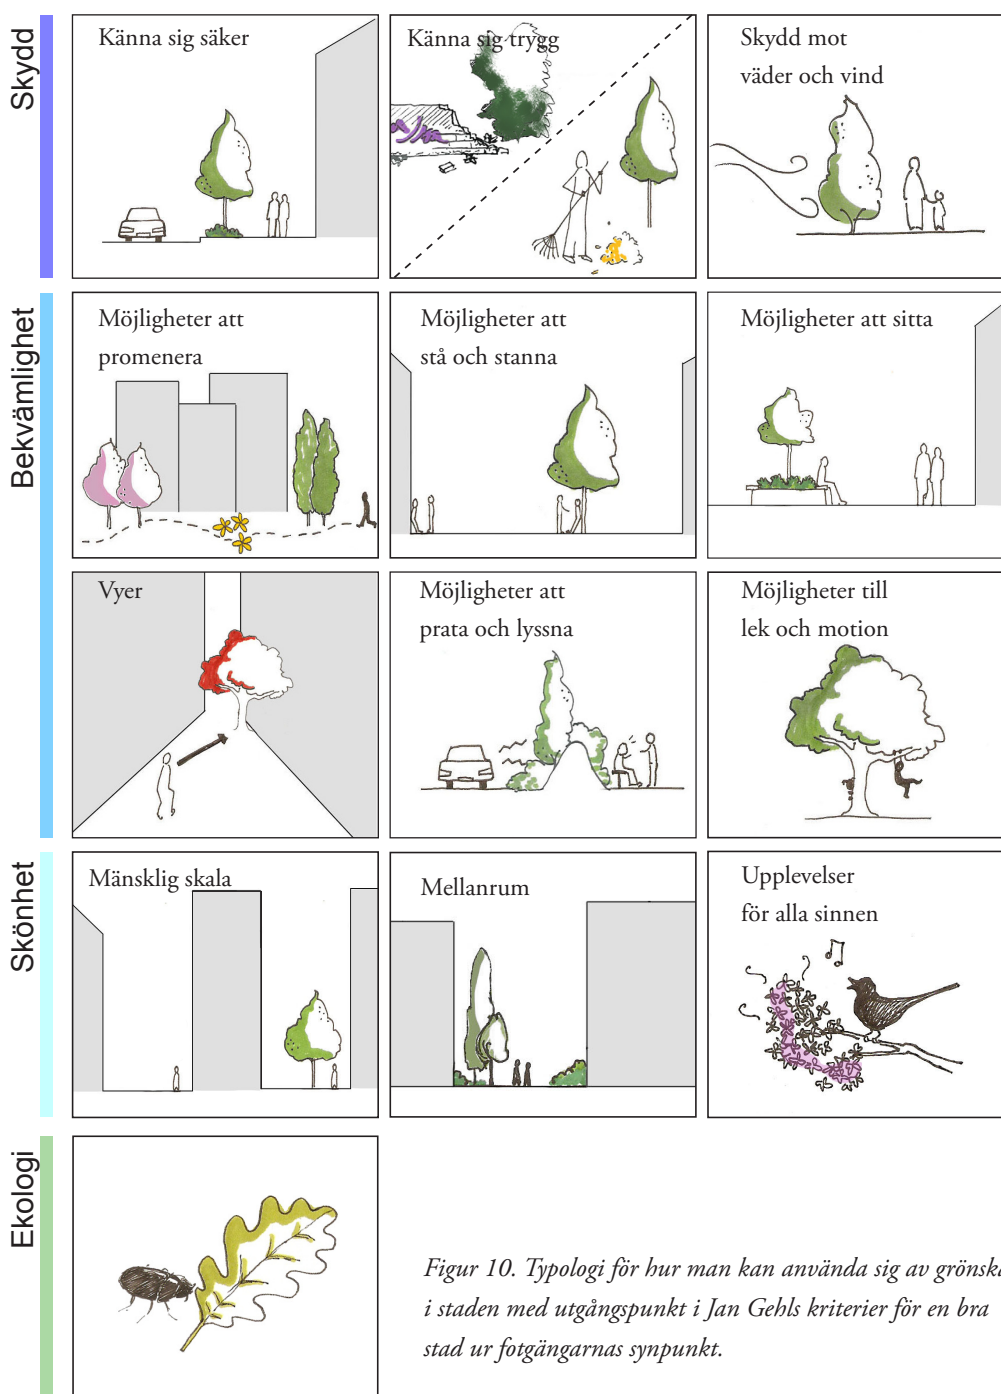 Skydd
Känna sig säker
Känna sig trygg
Skydd mot
väder och vind
Bekvämlighet
Möjligheter att
promenera
Möjligheter att
stå och stanna
Möjligheter att sitta
Vyer
Möjligheter att
prata och lyssna
Möjligheter till
lek och motion
Skönhet
Mänsklig skala
Mellanrum
Upplevelser
för alla sinnen
Ekologi
Figur 10. Typologi för hur man kan använda sig av grönska
i staden med utgångspunkt i Jan Gehls kriterier för en bra
stad ur fotgängarnas synpunkt.